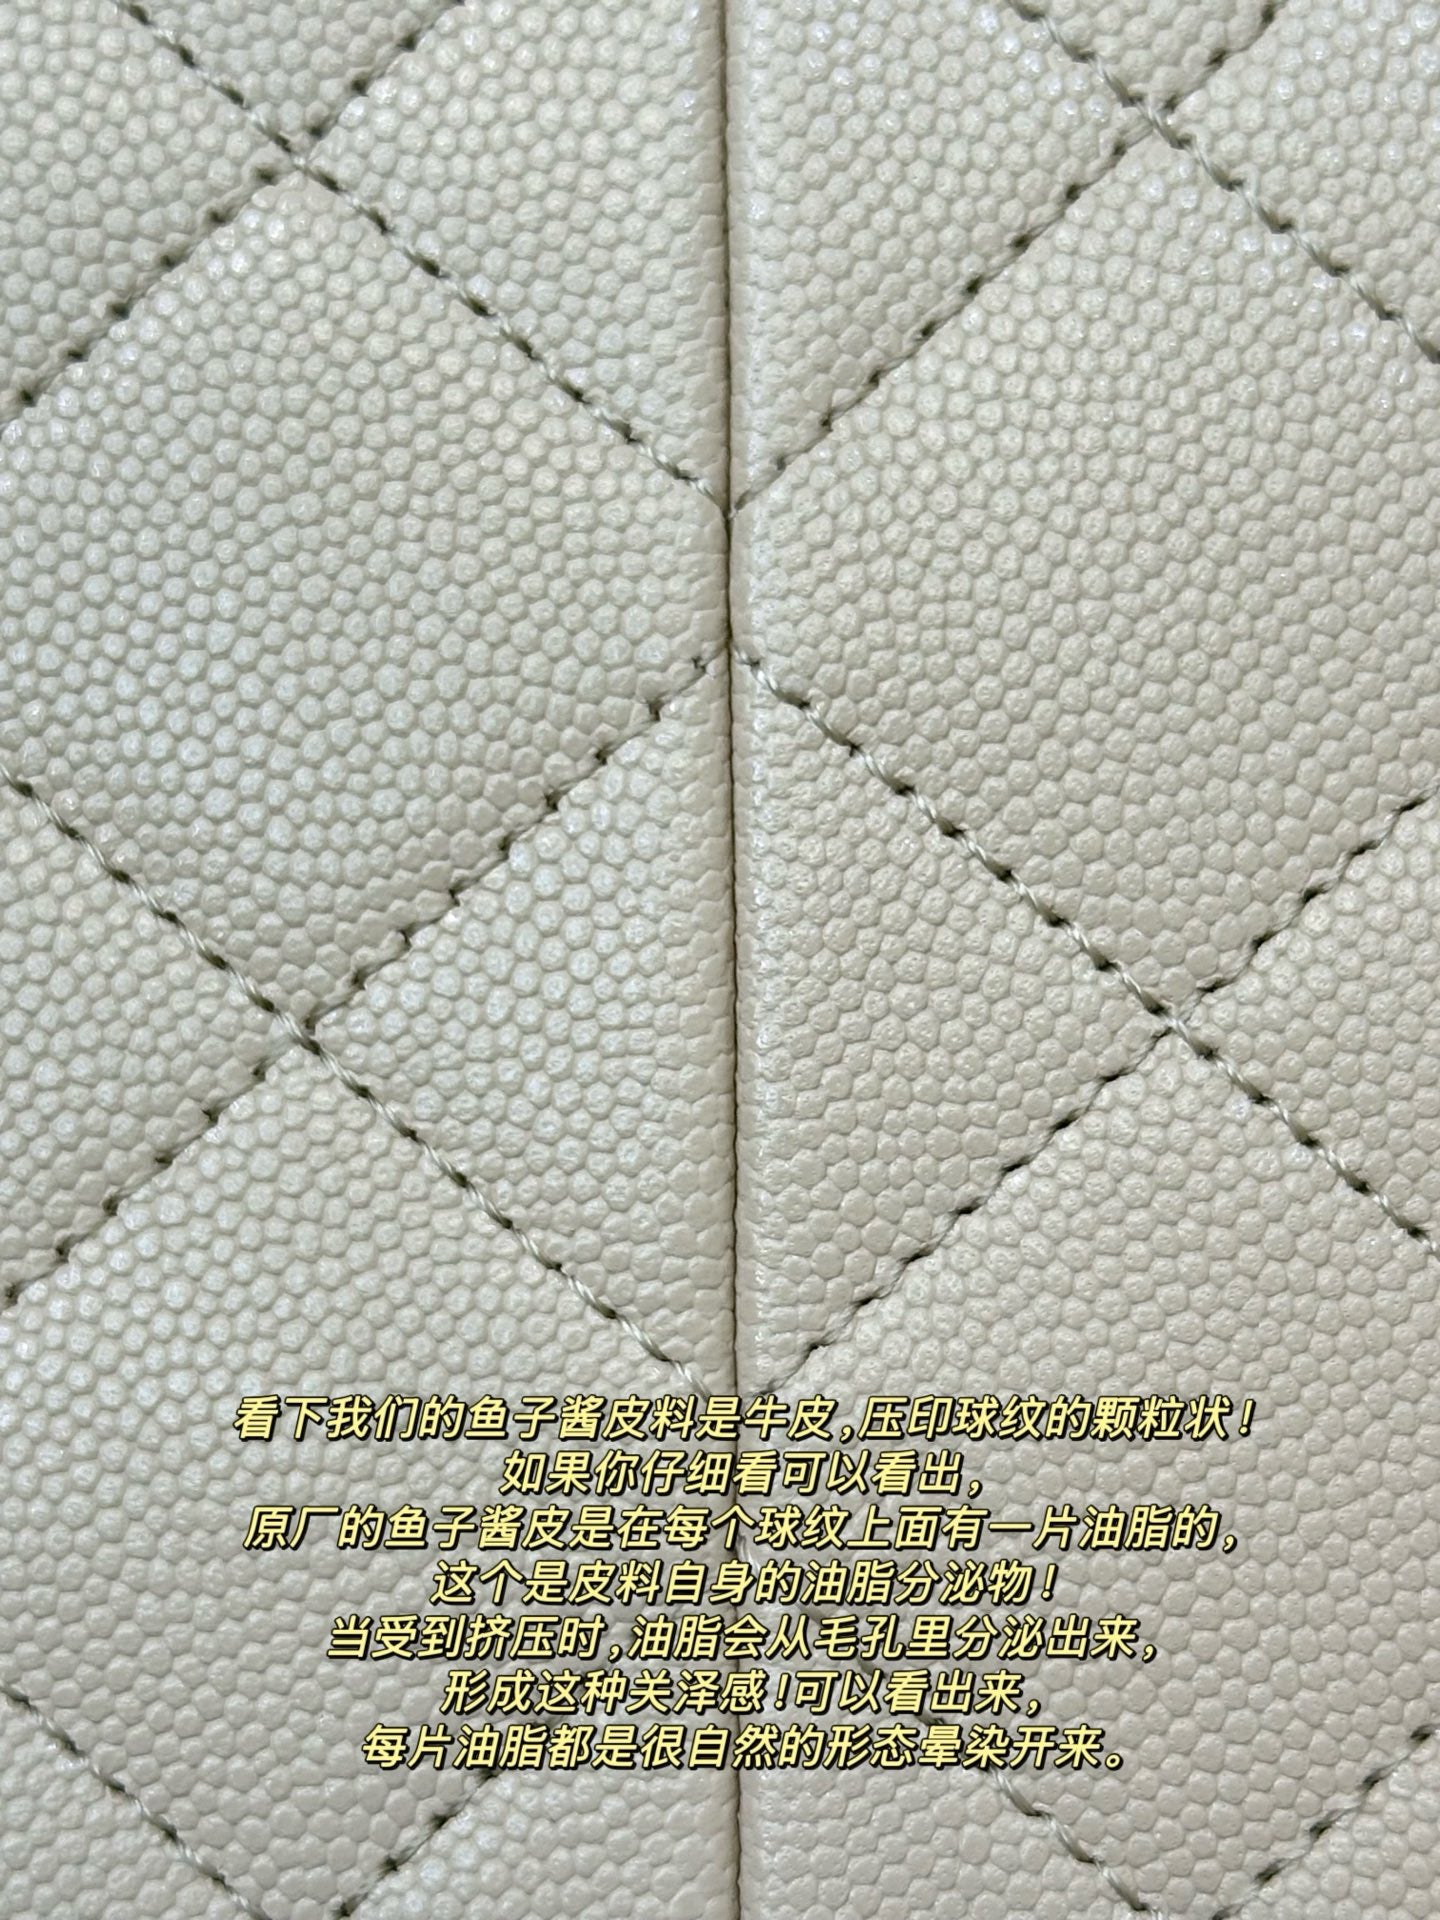 看下我们的鱼子酱皮料是牛皮,压印球纹的颗粒状!
如果你仔细看可以看出,
原厂的鱼子酱皮是在每个球纹上面有一片油脂的,
这个是皮料自身的油脂分泌物!
当受到挤压时,油脂会从毛孔里分泌出来,
形成这种关泽感!可以看出来,
每片油脂都是很自然的形态晕染开来。